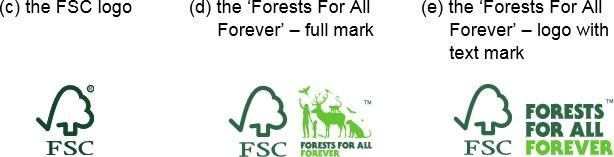 (c) the FSC logo
(d) the ‘Forests For All
Forever’ – full mark
(e) the ‘Forests For All
Forever’ – logo with
text mark
®
FSC
™
FSC
FORESTS FOR ALL
FOREVER
™
FSC
FORESTS
FOR ALL
FOREVER